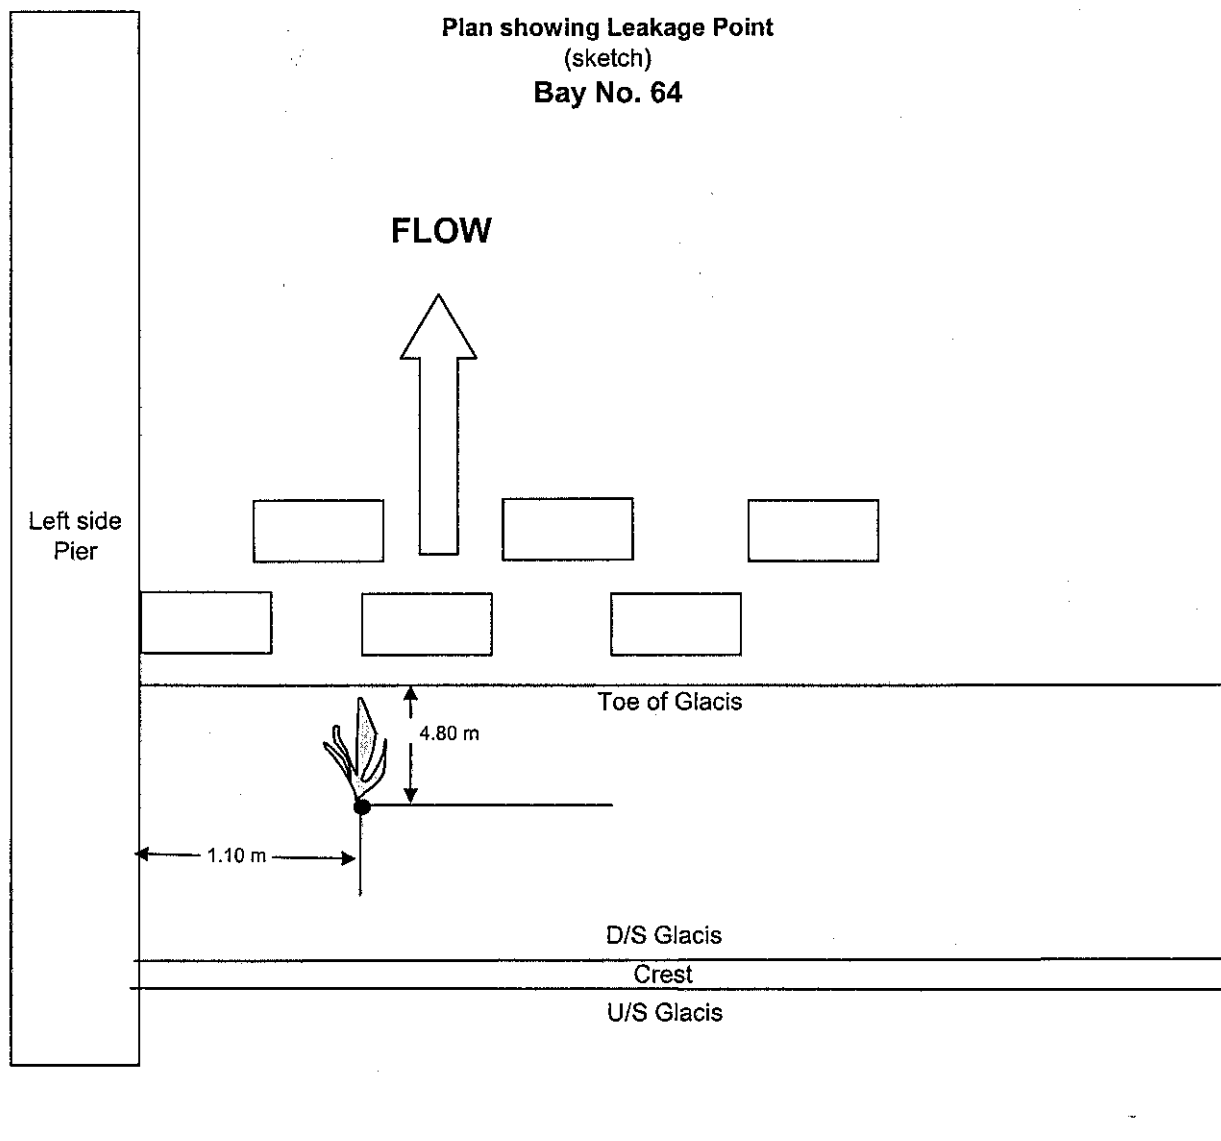 Plan showing Leakage Point
(sketch)
Bay No. 64
FLOW
Left side
Pier
Toe of Glacis
4.80 m
1.10 m
D/S Glacis
Crest
U/S Glacis